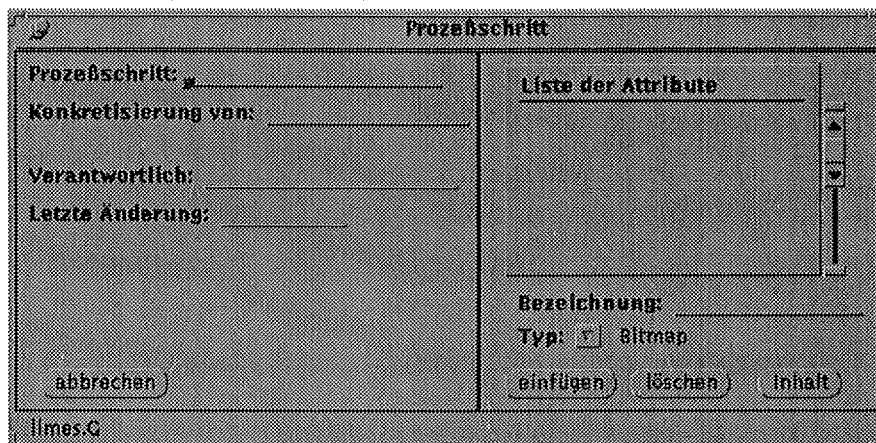 Prozeßschritt
Prozeßschritt:
Konkretisierung von:
Verantwortlich:
Letzte Änderung:
abbrechen
Liste der Attribute
Bezeichnung:
Typ: Bitmap
einfügen löschen Inhalt
limes.G